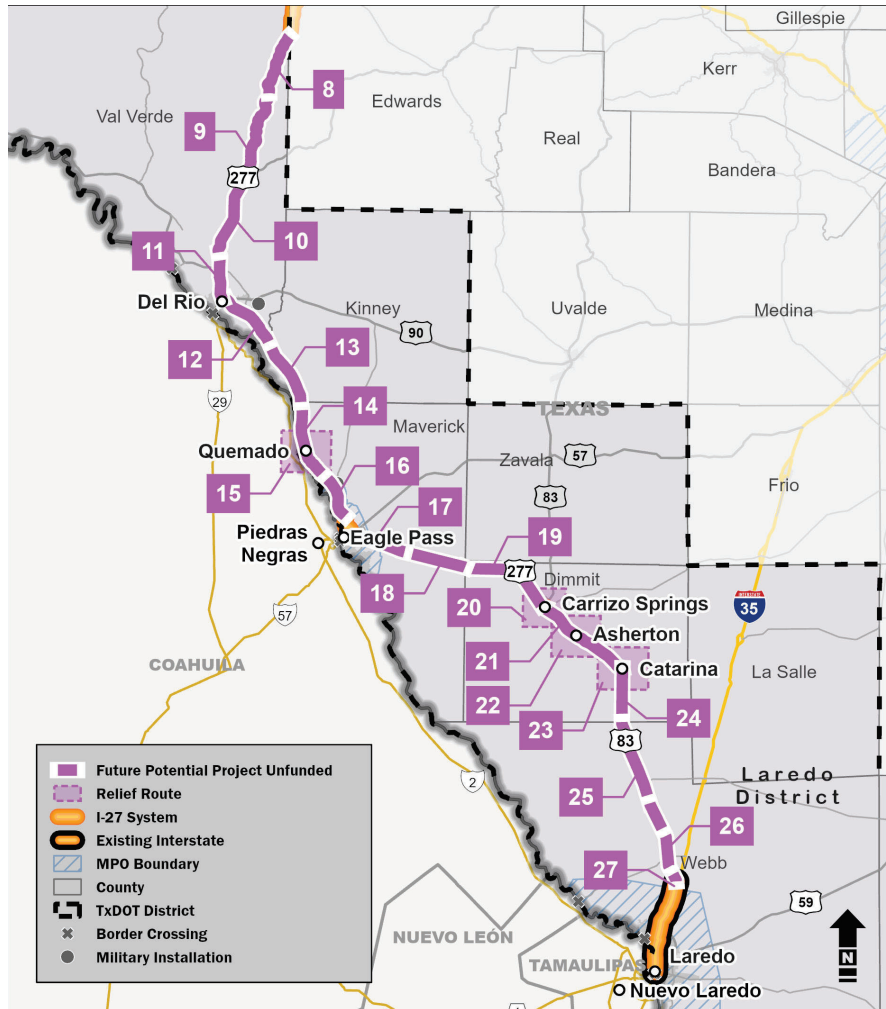 Gillespie
Kerr
8
Edwards
Val Verde
9
Real
Bandera
277
10
11
Del Rio
Kinney
Uvalde
Medina
90
12
13
29
14
TEXAS
Maverick
Quemado
Zavala
57
16
15
83
Frio
17
Piedras
Negras
Eagle Pass
19
277
Dimmit
18
20
Carrizo Springs
35
57
Asherton
21
COAHUILA
Catarina
La Salle
22
23
24
83
Laredo
District
2
25
26
Webb
27
59
NUEVO LEÓN
TAMAULIPAS
Laredo
Nuevo Laredo
N
Future Potential Project Unfunded
Relief Route
I-27 System
Existing Interstate
MPO Boundary
County
TxDOT District
Border Crossing
Military Installation